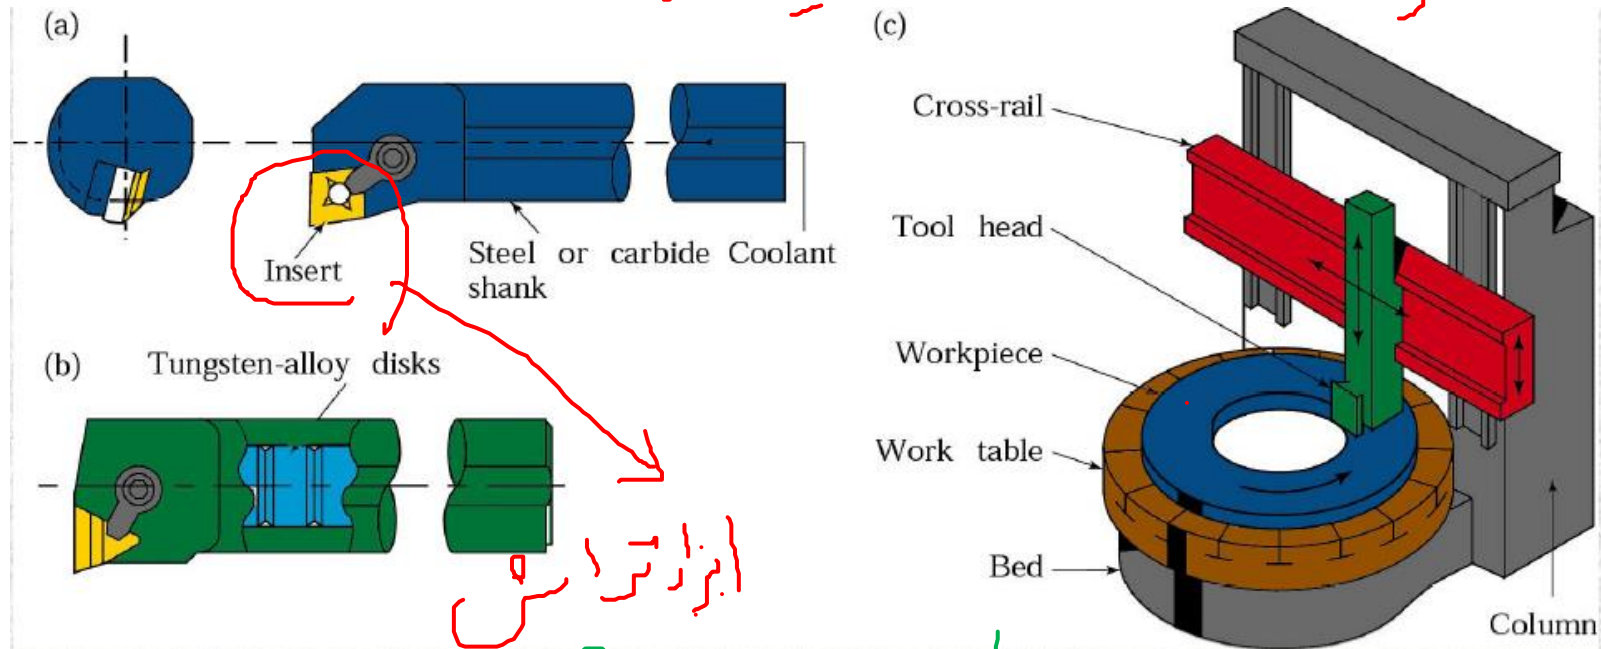 (a)
Insert
Steel or carbide shank
Coolant
(b)
Tungsten-alloy disks
(c)
Cross-rail
Tool head
Workpiece
Work table
Bed
Column